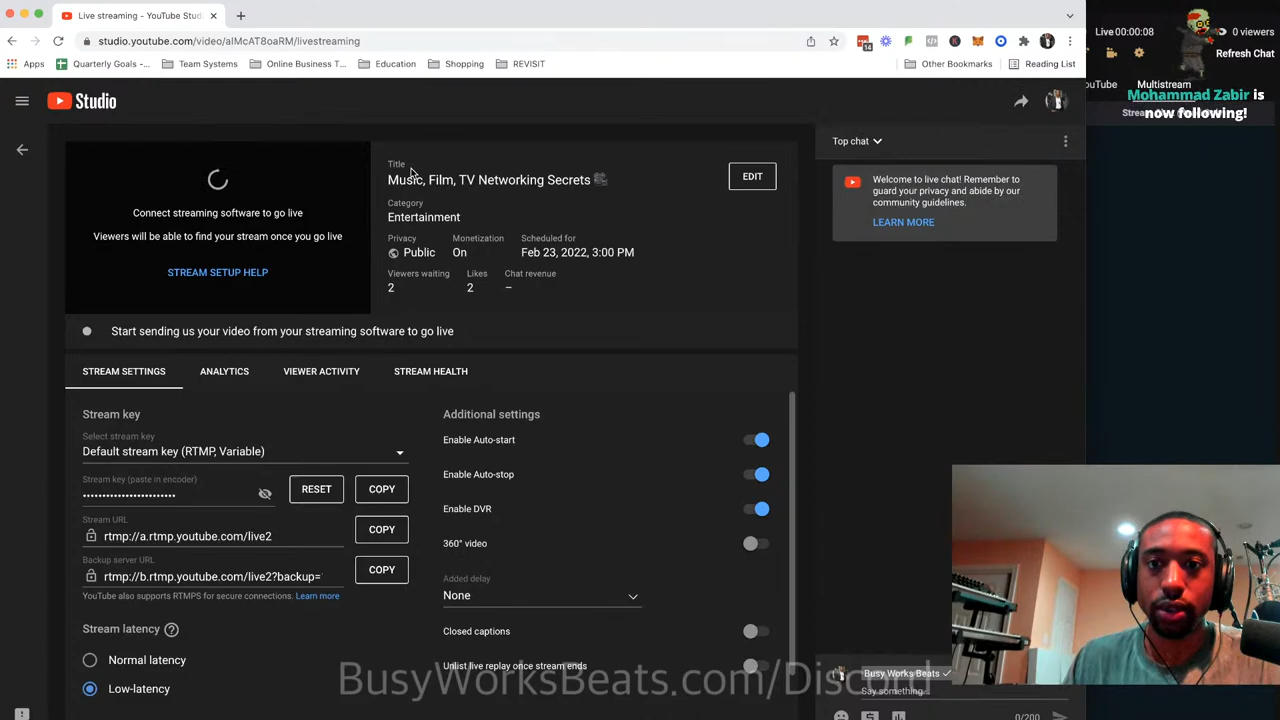 Live streaming - YouTube Stud
studio.youtube.com/video/aIMcAT8oaRM/livestreaming
14
Apps
Quarterly Goals -...
Team Systems
Online Business T...
Education
Shopping
REVISIT
Other Bookmarks
Reading List
Live 00:00:08
0 viewers
Refresh Chat
Multistream
Mohammad Zabir is
now following!
Studio
Connect streaming software to go live
Viewers will be able to find your stream once you go live
STREAM SETUP HELP
Title
Music, Film, TV Networking Secrets
EDIT
Category
Entertainment
Privacy
Monetization
Scheduled for
Public
On
Feb 23, 2022, 3:00 PM
Viewers waiting
Likes
Chat revenue
2
2
–
Top chat
Welcome to live chat! Remember to
guard your privacy and abide by our
community guidelines.
LEARN MORE
Start sending us your video from your streaming software to go live
STREAM SETTINGS
ANALYTICS
VIEWER ACTIVITY
STREAM HEALTH
Stream key
Select stream key
Default stream key (RTMP, Variable)
Stream key (paste in encoder)
••••••••••••••••••••••••
RESET
COPY
Stream URL
rtmp://a.rtmp.youtube.com/live2
COPY
Backup server URL
rtmp://b.rtmp.youtube.com/live2?backup=
COPY
YouTube also supports RTMPS for secure connections. Learn more
Stream latency
Normal latency
Low-latency
Additional settings
Enable Auto-start
Enable Auto-stop
Enable DVR
360° video
Added delay
None
Closed captions
Unlist live replay once stream ends
BusyWorksBeats.com/Discord
Busy Works Beats
Say something...
0/200